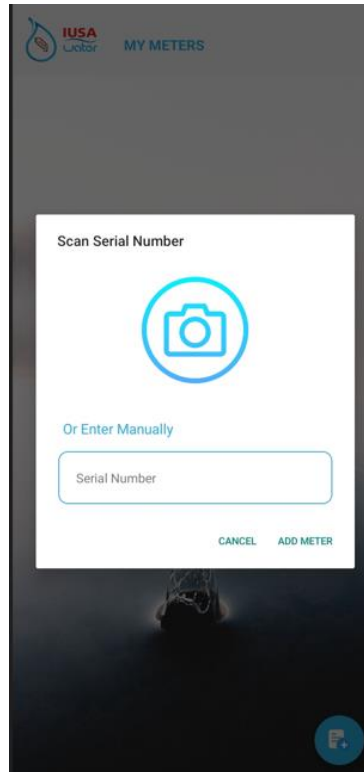 IUSA
water
MY METERS
Scan Serial Number
Or Enter Manually
Serial Number
CANCEL ADD METER